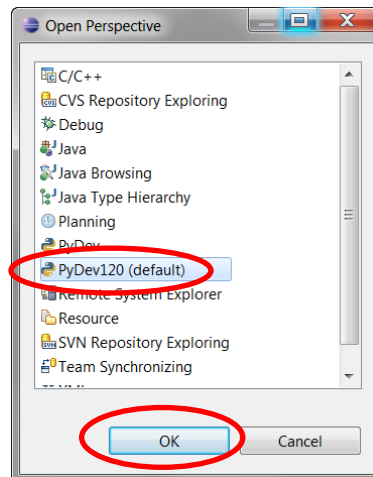 Open Perspective
C/C++
CVS Repository Exploring
Debug
Java
Java Browsing
Java Type Hierarchy
Planning
PyDev
PyDev120 (default)
Remote System Explorer
Resource
SVN Repository Exploring
Team Synchronizing
OK Cancel